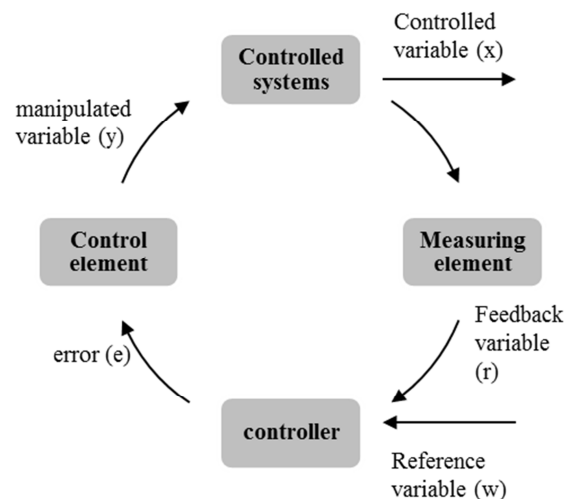 Controlled
variable (x)
Controlled
systems
manipulated
variable (y)
Control
element
Measuring
element
Feedback
variable
(r)
error (e)
controller
Reference
variable (w)